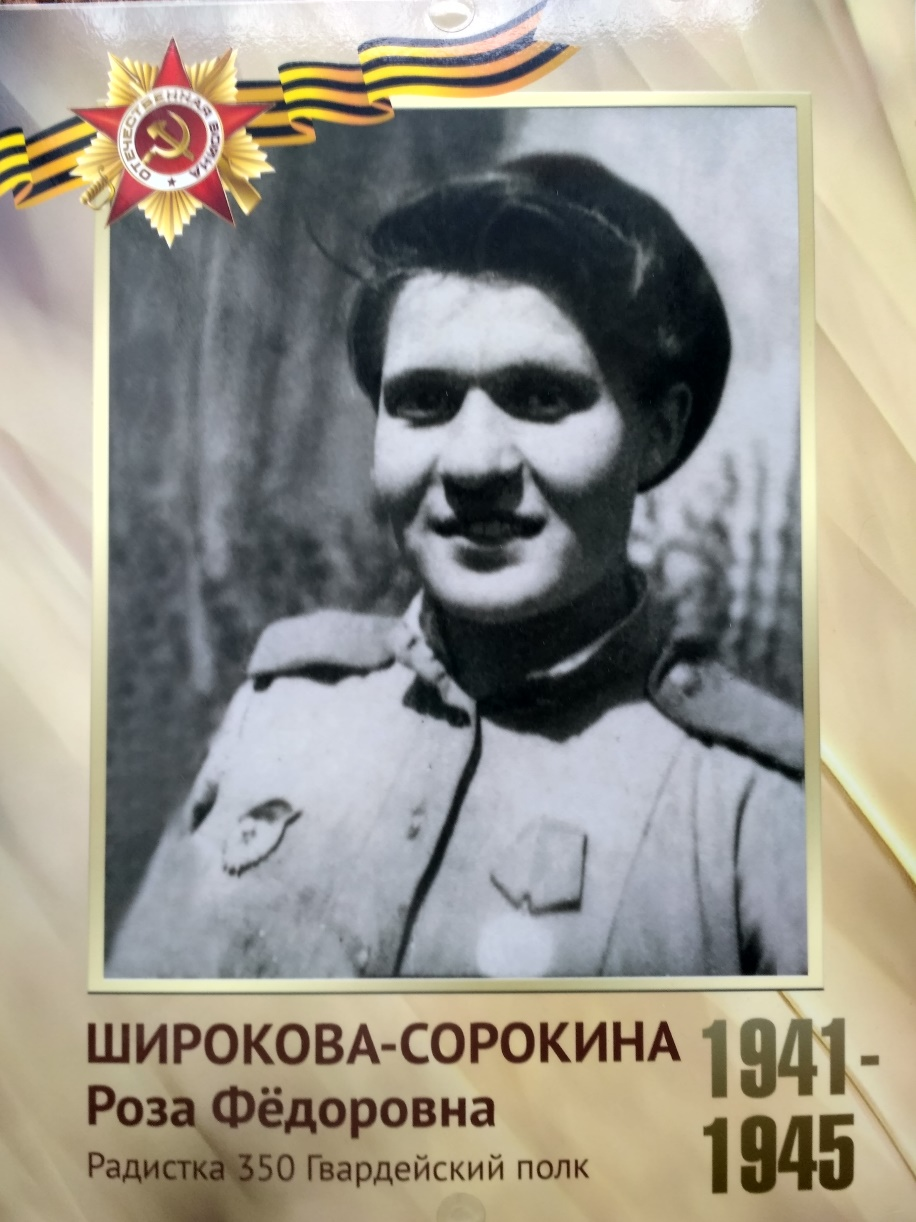 ОТЕЧЕСТВЕННАЯ ВОЙНА
ШИРОКОВА-СОРОКИНА
Роза Фёдоровна
Радистка 350 Гвардейский полк
1941-
1945